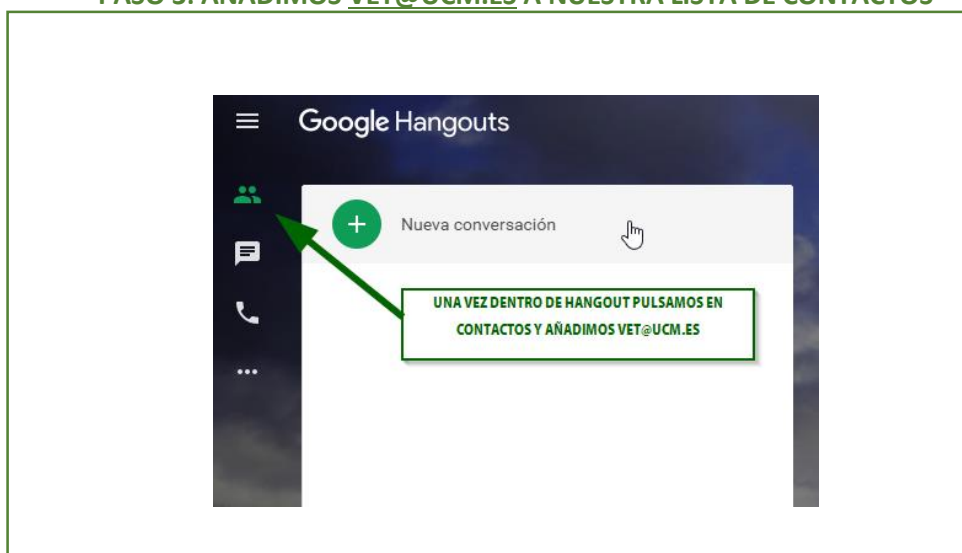 PASO 3: AÑADIMOS VET@UCM.ES A NUESTRA LISTA DE CONTACTOS
Google Hangouts
Nueva conversación
UNA VEZ DENTRO DE HANGOUT PULSAMOS EN
CONTACTOS Y AÑADIMOS VET@UCM.ES